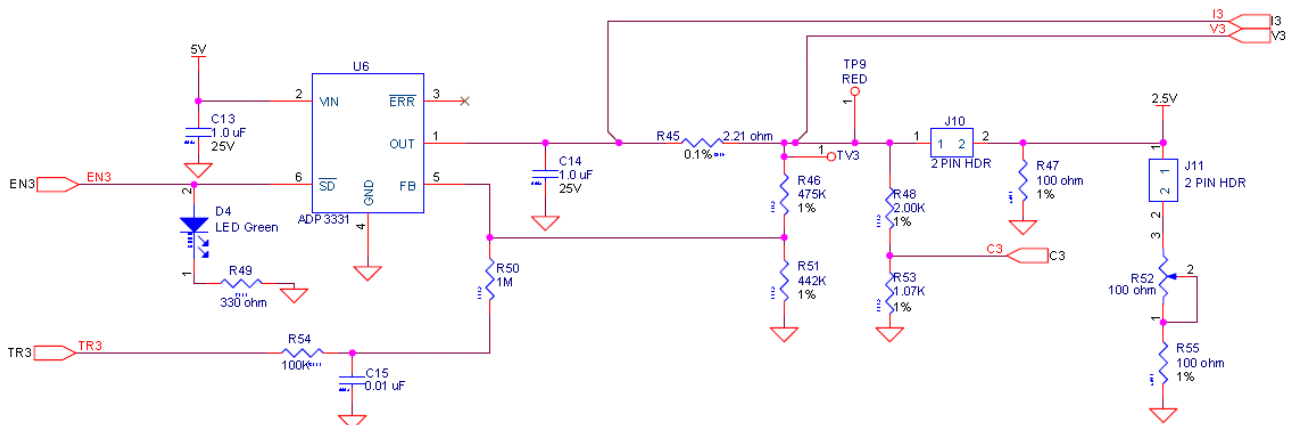 I3
I3
V3
V3
5V
U6
TP9
RED
2
VIN
ERR
3
1
2.5V
C13
1.0 uF
25V
OUT
1
R45
2.21 ohm
0.1%
1
J10
2
1
2
2 PIN HDR
1
C14
1.0 uF
25V
1
TV3
R47
100 ohm
1%
J11
2 PIN HDR
1
2
2
EN3
EN3
2
6
SD
GND
FB
5
R46
475K
1%
R48
2.00K
1%
D4
LED Green
ADP3331
4
3
R50
1M
R51
442K
1%
C3
C3
R52
100 ohm
2
1
R49
330 ohm
R53
1.07K
1%
1
TR3
TR3
R54
100K
C15
0.01 uF
R55
100 ohm
1%